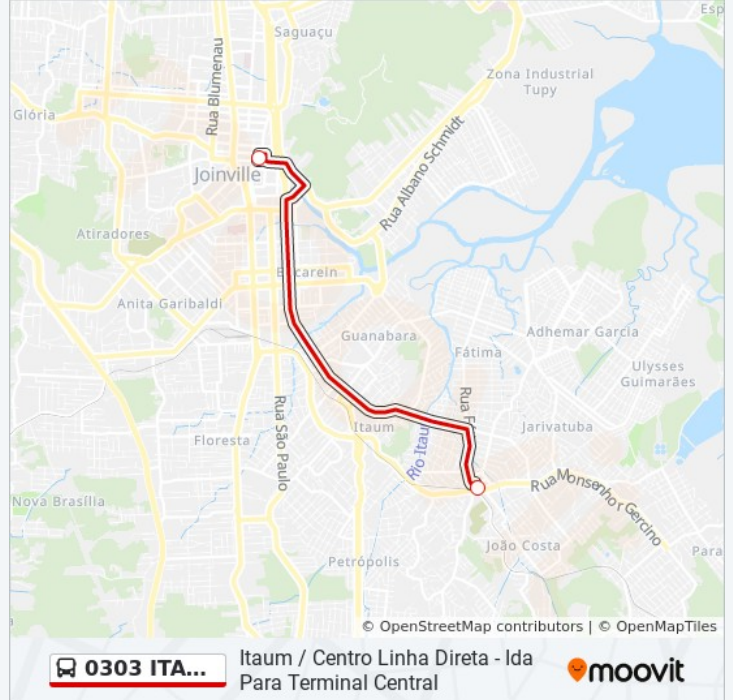 Saguaçu
Esp
Zona Industrial
Tupy
Rua Blumenau
Glória
Rua Albano Schmidt
Joinville
Atiradores
Anita Garibaldi
Guanabara
Adhemar Garcia
Fátima
Ulysses
Guimarães
Rua São Paulo
Itaum
Rio Itau
Rua F
Jarivatuba
Floresta
Nova Brasília
Rua Monsenhor Gercino
João Costa
Para
Petrópolis
© OpenStreetMap contributors | © OpenMapTiles
0303 ITA...
Itaum / Centro Linha Direta - Ida
Para Terminal Central
moovit